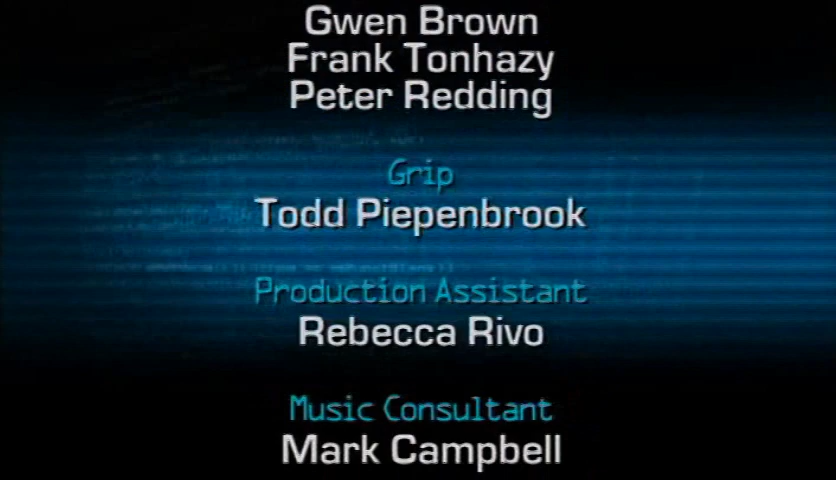 Gwen Brown
Frank Tonhazy
Peter Redding
Grip
Todd Piepenbrook
Production Assistant
Rebecca Rivo
Music Consultant
Mark Campbell